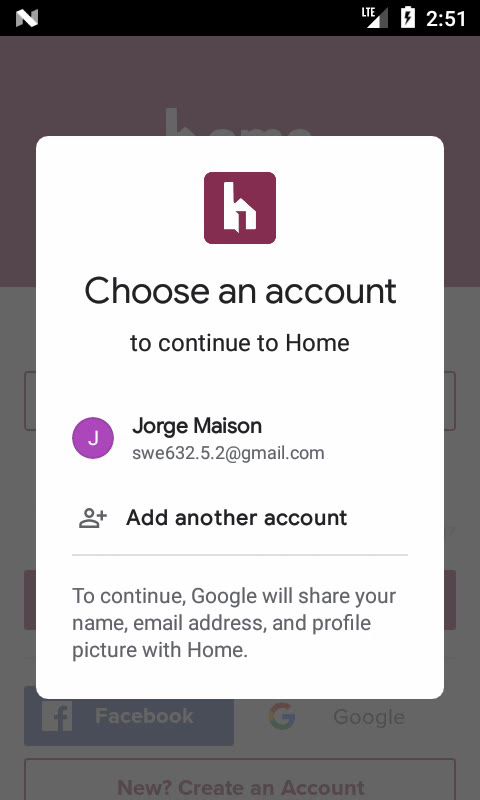 LTE 2:51
Choose an account
to continue to Home
J
Jorge Maison
swe632.5.2@gmail.com
Add another account
To continue, Google will share your
name, email address, and profile
picture with Home.
Facebook
Google
New? Create an Account